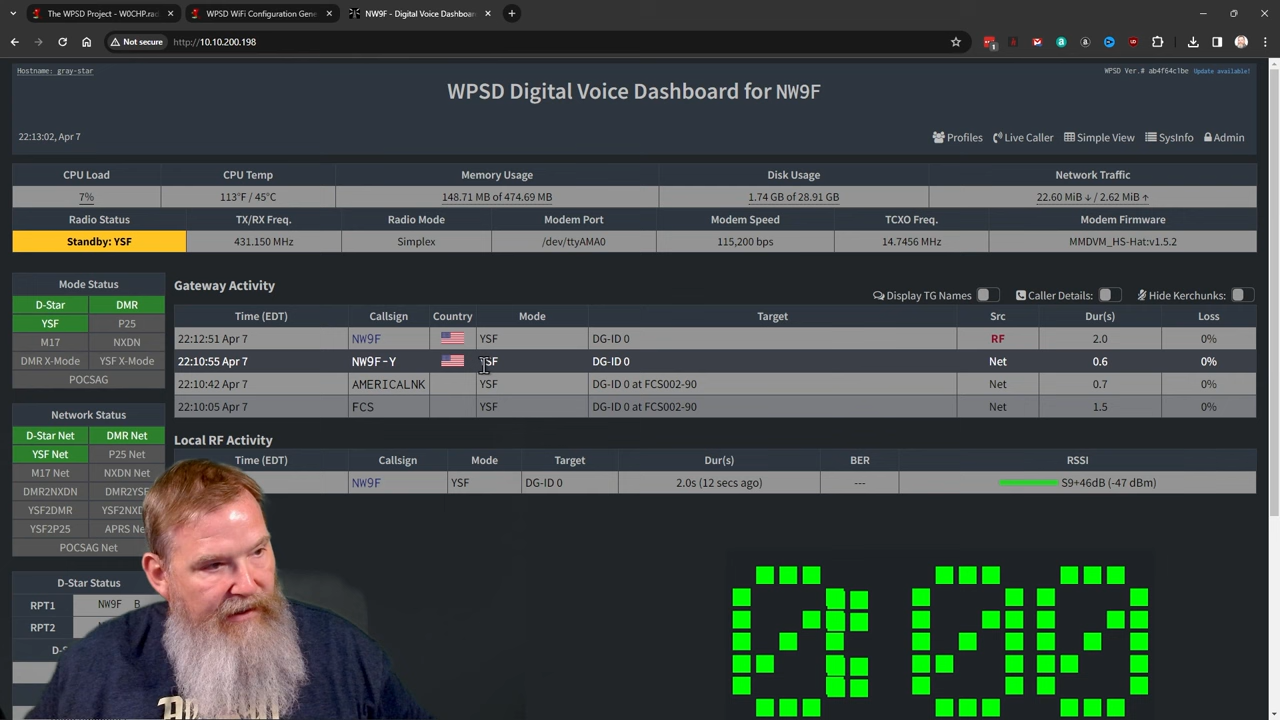 The WPSD Project - W0CHP.rad
WPSD WiFi Configuration Gene
NW9F - Digital Voice Dashboa
Not secure http://10.10.200.198
Hostname: gray-star
WPSD Ver.# ab4f64c1be Update available!
WPSD Digital Voice Dashboard for NW9F
22:13:02, Apr 7
Profiles Live Caller Simple View SysInfo Admin
CPU Load CPU Temp Memory Usage Disk Usage Network Traffic
7% 113°F / 45°C 148.71 MB of 474.69 MB 1.74 GB of 28.91 GB 22.60 MiB ↓ / 2.62 MiB ↑
Radio Status TX/RX Freq. Radio Mode Modem Port Modem Speed TCXO Freq. Modem Firmware
Standby: YSF 431.150 MHz Simplex /dev/ttyAMA0 115,200 bps 14.7456 MHz MMDVM_HS-Hat:v1.5.2
Mode Status
D-Star DMR
YSF P25
M17 NXDN
DMR X-Mode YSF X-Mode
POCSAG
Network Status
D-Star Net DMR Net
YSF Net P25 Net
M17 Net NXDN Net
DMR2NXDN DMR2YSF
YSF2DMR YSF2NXD
YSF2P25 APRS Ne
POCSAG Net
D-Star Status
RPT1 NW9F B
RPT2
D-S
Gateway Activity
Display TG Names Caller Details: Hide Kerchunks:
Time (EDT) Callsign Country Mode Target Src Dur(s) Loss
22:12:51 Apr 7 NW9F YSF DG-ID 0 RF 2.0 0%
22:10:55 Apr 7 NW9F-Y YSF DG-ID 0 Net 0.6 0%
22:10:42 Apr 7 AMERICALNK YSF DG-ID 0 at FCS002-90 Net 0.7 0%
22:10:05 Apr 7 FCS YSF DG-ID 0 at FCS002-90 Net 1.5 0%
Local RF Activity
Time (EDT) Callsign Mode Target Dur(s) BER RSSI
NW9F YSF DG-ID 0 2.0s (12 secs ago) --- S9+46dB (-47 dBm)
0:00